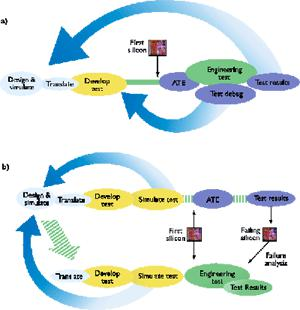 a)
First
silicon
Engineering
test
Design &
simulate
Translate
Develop
test
ATE
Test results
Test debug
b)
Design &
simulate
Translate
Develop
test
Simulate test
ATE
Test results
First
silicon
Failing
silicon
Failure
analysis
Translate
Develop
test
Simulate test
Engineering
test
Test Results